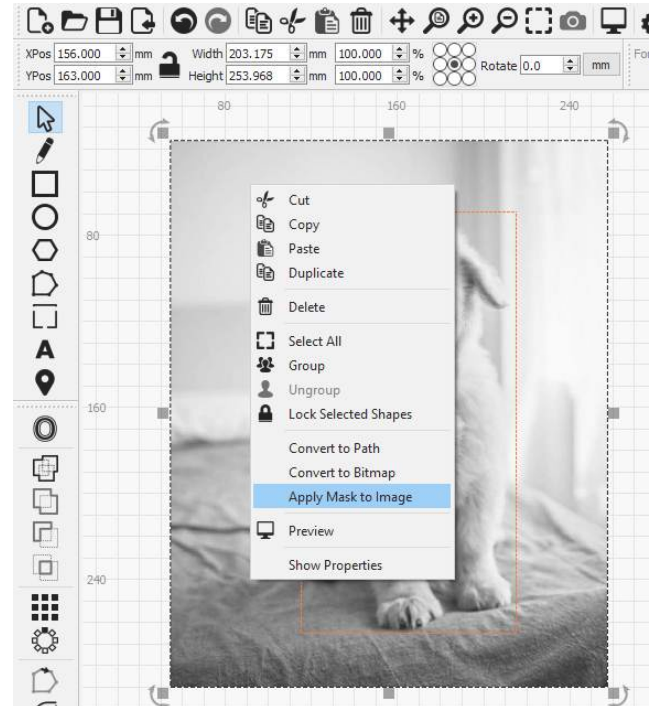 XPos 156.000 mm Width 203.175 mm 100.000 % Rotate 0.0 mm Fo
YPos 163.000 mm Height 253.968 mm 100.000 %
80 160 240
80
160
240
A
Cut
Copy
Paste
Duplicate
Delete
Select All
Group
Ungroup
Lock Selected Shapes
Convert to Path
Convert to Bitmap
Apply Mask to Image
Preview
Show Properties